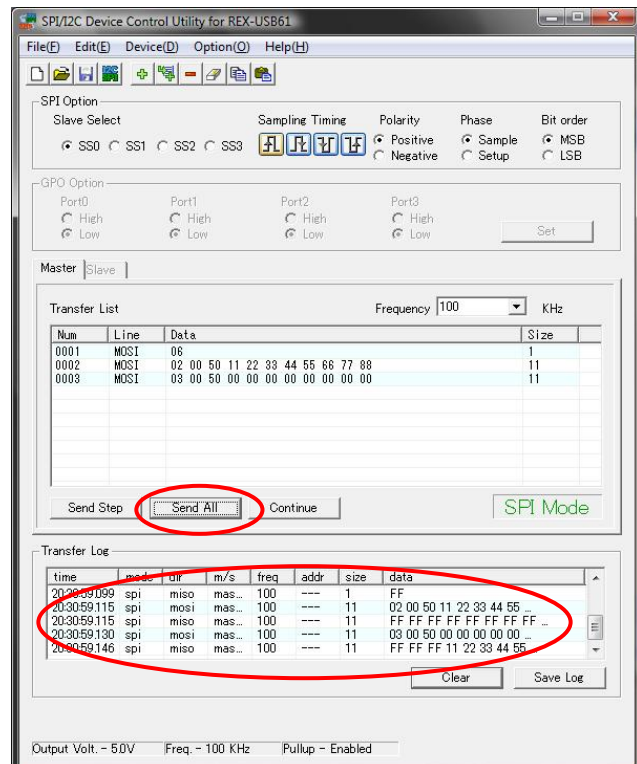 SPI/I2C Device Control Utility for REX-USB61
File(F) Edit(E) Device(D) Option(O) Help(H)
SPI Option
Slave Select Sampling Timing Polarity Phase Bit order
SS0 SS1 SS2 SS3 Positive Sample MSB
Negative Setup LSB
GPO Option
Port0 Port1 Port2 Port3
High High High High
Low Low Low Low Set
Master Slave
Transfer List Frequency 100 KHz
Num Line Data Size
0001 MOSI 06 1
0002 MOSI 02 00 50 11 22 33 44 55 66 77 88 11
0003 MOSI 03 00 50 00 00 00 00 00 00 00 00 11
Send Step Send All Continue SPI Mode
Transfer Log
time mode dir m/s freq addr size data
20:30:59.099 spi miso mas... 100 --- 1 FF
20:30:59.115 spi mosi mas... 100 --- 11 02 00 50 11 22 33 44 55 ...
20:30:59.115 spi miso mas... 100 --- 11 FF FF FF FF FF FF FF FF ...
20:30:59.130 spi mosi mas... 100 --- 11 03 00 50 00 00 00 00 00 ...
20:30:59.146 spi miso mas... 100 --- 11 FF FF FF 11 22 33 44 55...
Clear Save Log
Output Volt. - 5.0V Freq. - 100 KHz Pullup - Enabled